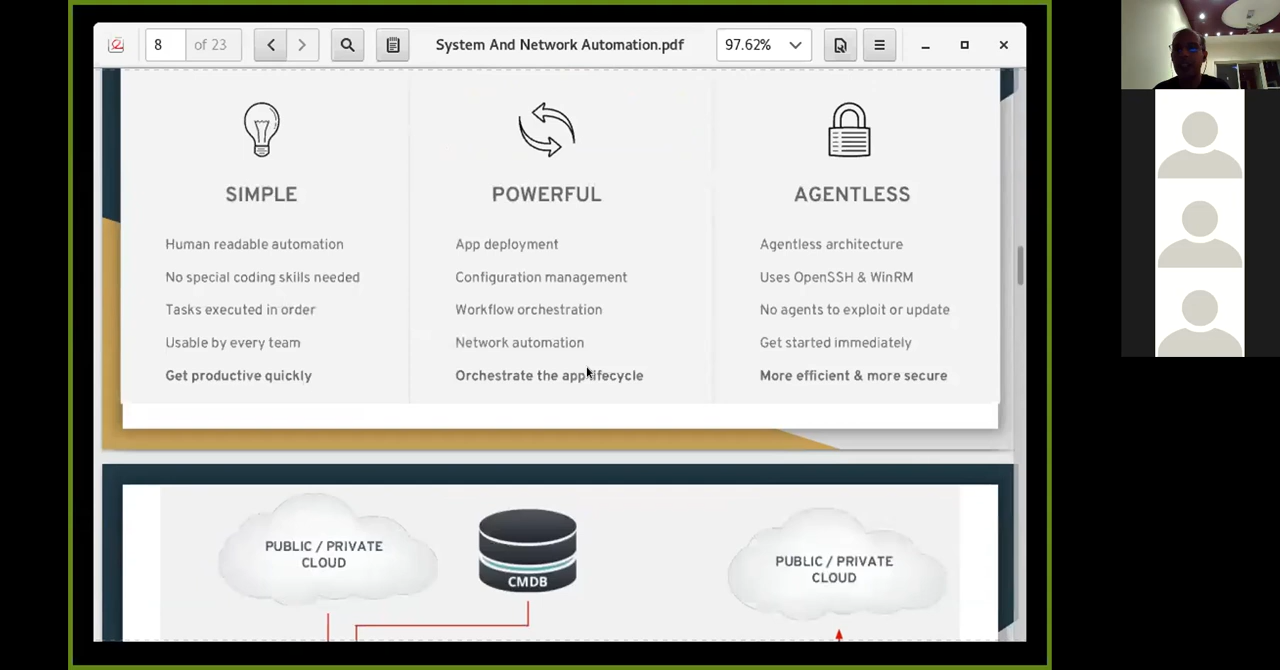 8
of 23
System And Network Automation.pdf
97.62%
SIMPLE
Human readable automation
No special coding skills needed
Tasks executed in order
Usable by every team
Get productive quickly
POWERFUL
App deployment
Configuration management
Workflow orchestration
Network automation
Orchestrate the app lifecycle
AGENTLESS
Agentless architecture
Uses OpenSSH & WinRM
No agents to exploit or update
Get started immediately
More efficient & more secure
PUBLIC / PRIVATE
CLOUD
CMDB
PUBLIC / PRIVATE
CLOUD